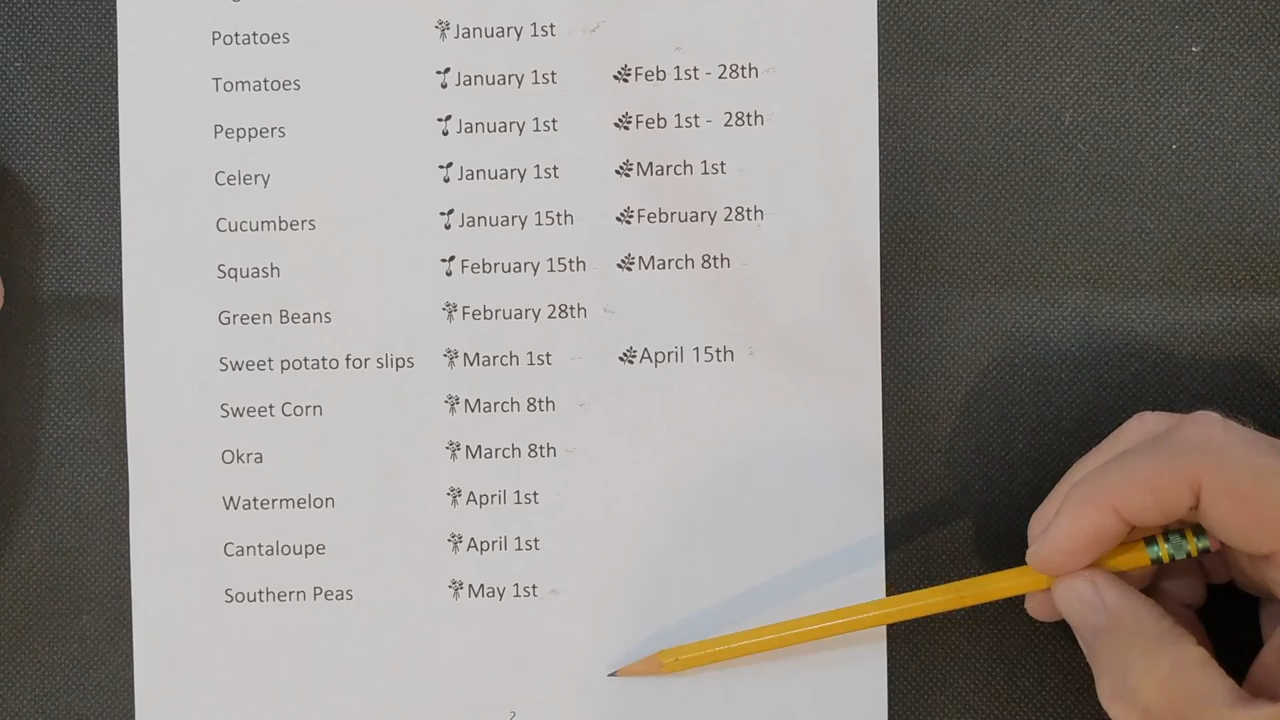 Potatoes January 1st
Tomatoes January 1st Feb 1st - 28th
Peppers January 1st Feb 1st - 28th
Celery January 1st March 1st
Cucumbers January 15th February 28th
Squash February 15th March 8th
Green Beans February 28th
Sweet potato for slips March 1st April 15th
Sweet Corn March 8th
Okra March 8th
Watermelon April 1st
Cantaloupe April 1st
Southern Peas May 1st
2